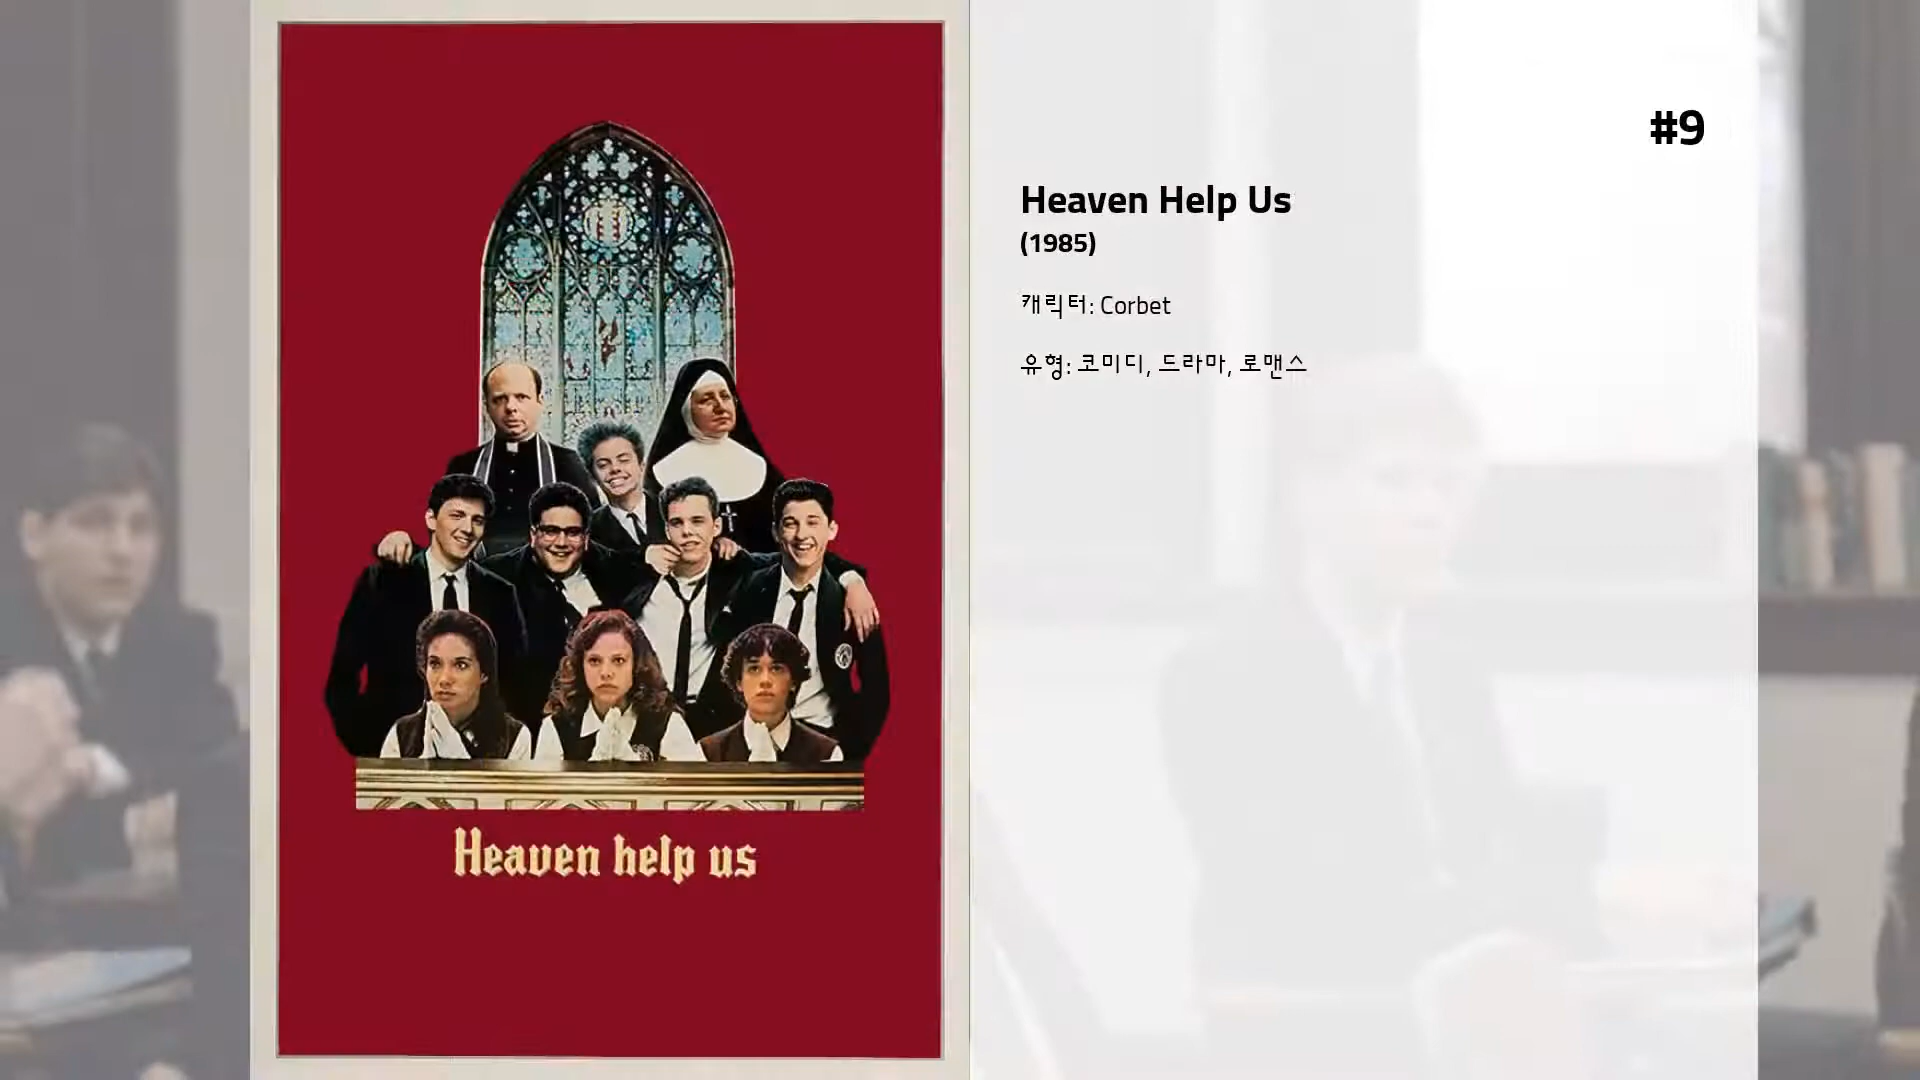 #9
Heaven Help Us
(1985)
캐릭터: Corbet
유형: 코미디, 드라마, 로맨스
Heaven help us